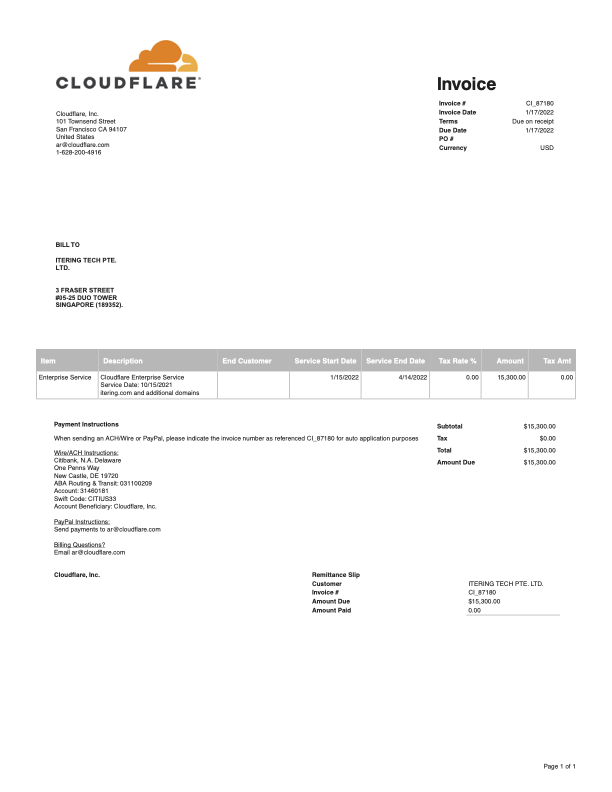 CLOUDFLARE
Invoice
Cloudflare, Inc.
101 Townsend Street
San Francisco CA 94107
United States
ar@cloudflare.com
1-628-200-4916
Invoice # CI_87180
Invoice Date 1/17/2022
Terms Due on receipt
Due Date 1/17/2022
PO #
Currency USD
BILL TO
ITERING TECH PTE.
LTD.
3 FRASER STREET
#05-25 DUO TOWER
SINGAPORE (189352).
Item Description End Customer Service Start Date Service End Date Tax Rate % Amount Tax Amt
Enterprise Service Cloudflare Enterprise Service 1/15/2022 4/14/2022 0.00 15,300.00 0.00
Service Date: 10/15/2021
itering.com and additional domains
Payment Instructions
When sending an ACH/Wire or PayPal, please indicate the invoice number as referenced CI_87180 for auto application purposes
Wire/ACH Instructions:
Citibank, N.A. Delaware
One Penns Way
New Castle, DE 19720
ABA Routing & Transit: 031100209
Account: 31460181
Swift Code: CITIUS33
Account Beneficiary: Cloudflare, Inc.
PayPal Instructions:
Send payments to ar@cloudflare.com
Billing Questions?
Email ar@cloudflare.com
Subtotal $15,300.00
Tax $0.00
Total $15,300.00
Amount Due $15,300.00
Cloudflare, Inc.
Remittance Slip
Customer ITERING TECH PTE. LTD.
Invoice # CI_87180
Amount Due $15,300.00
Amount Paid 0.00
Page 1 of 1